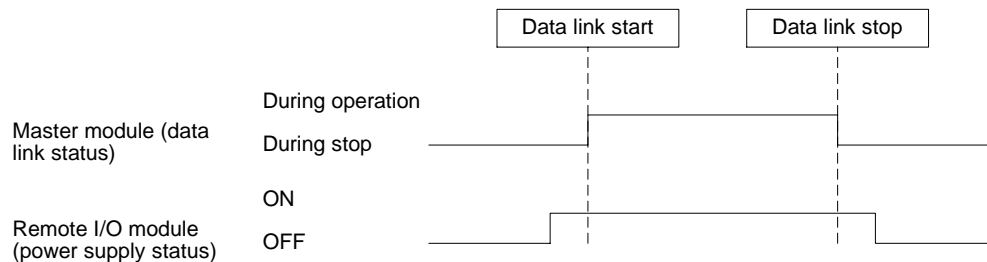 Data link start
Data link stop
During operation
Master module (data
link status)
During stop
ON
Remote I/O module
(power supply status)
OFF